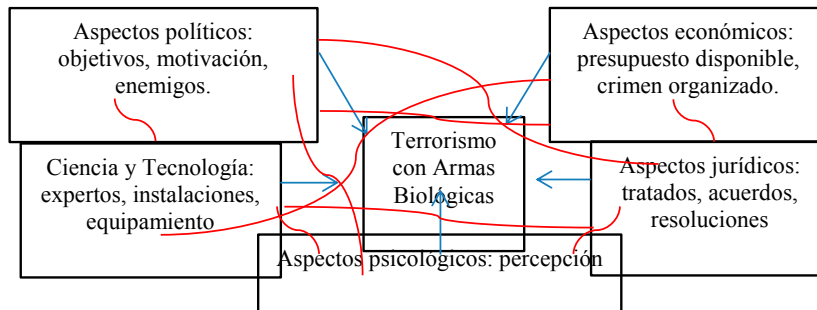 Aspectos políticos:
objetivos, motivación,
enemigos.
Aspectos económicos:
presupuesto disponible,
crimen organizado.
Terrorismo
con Armas
Biológicas
Ciencia y Tecnología:
expertos, instalaciones,
equipamiento
Aspectos jurídicos:
tratados, acuerdos,
resoluciones
Aspectos psicológicos: percepción